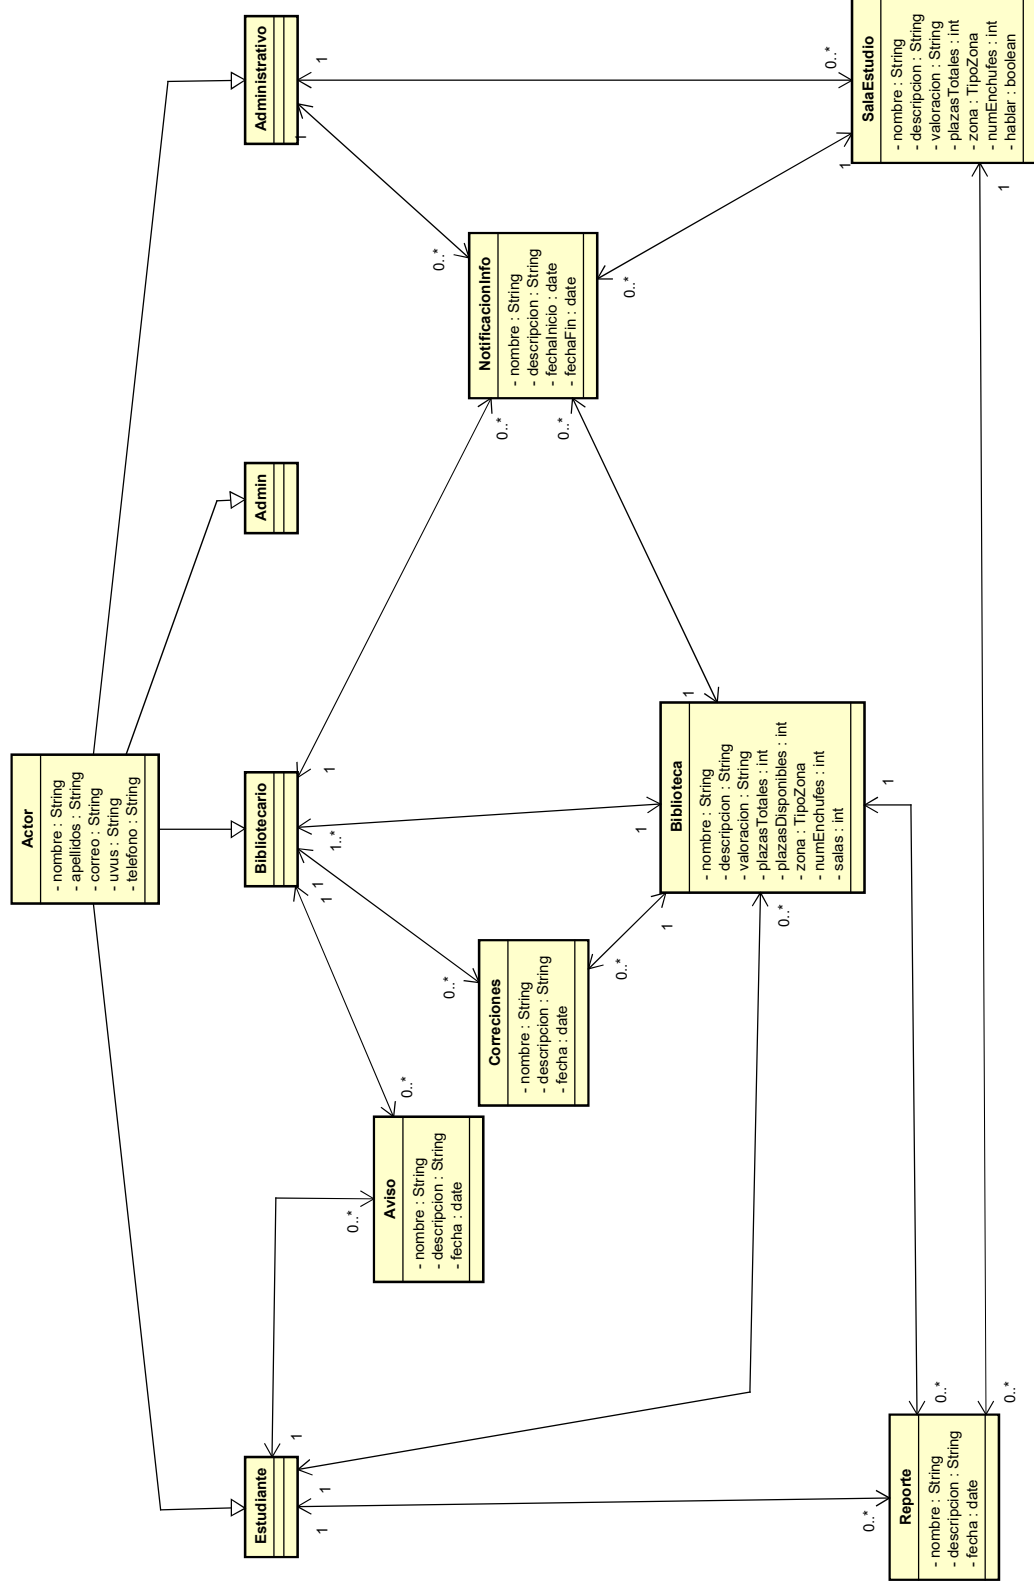 Actor
- nombre : String
- apellidos : String
- correo : String
- uvus : String
- telefono : String
Estudiante
Bibliotecario
Admin
Administrativo
1
1
1
1
1
1..*
1
1
1
Aviso
- nombre : String
- descripcion : String
- fecha : date
0..*
0..*
Correciones
- nombre : String
- descripcion : String
- fecha : date
0..*
0..*
NotificacionInfo
- nombre : String
- descripcion : String
- fechaInicio : date
- fechaFin : date
0..*
0..*
0..*
0..*
Biblioteca
- nombre : String
- descripcion : String
- valoracion : String
- plazasTotales : int
- plazasDisponibles : int
- zona : TipoZona
- numEnchufes : int
- salas : int
1
1
1
0..*
1
Reporte
- nombre : String
- descripcion : String
- fecha : date
0..*
0..*
0..*
SalaEstudio
- nombre : String
- descripcion : String
- valoracion : String
- plazasTotales : int
- zona : TipoZona
- numEnchufes : int
- hablar : boolean
0..*
1
1